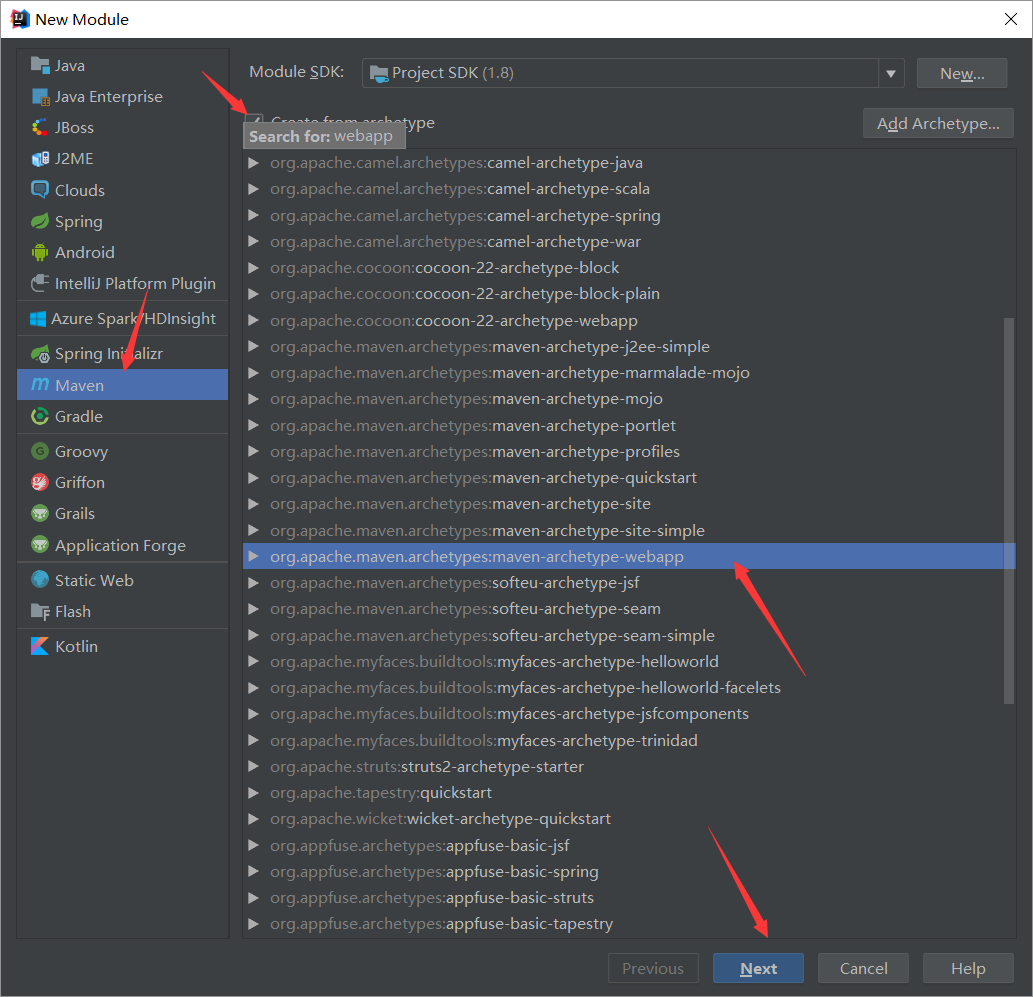 New Module
Java
Java Enterprise
JBoss
J2ME
Clouds
Spring
Android
IntelliJ Platform Plugin
Azure Spark/HDInsight
Spring Initializr
Maven
Gradle
Groovy
Griffon
Grails
Application Forge
Static Web
Flash
Kotlin
Module SDK: Project SDK (1.8) New...
Create from archetype Add Archetype...
Search for: webapp
org.apache.camel.archetypes:camel-archetype-java
org.apache.camel.archetypes:camel-archetype-scala
org.apache.camel.archetypes:camel-archetype-spring
org.apache.camel.archetypes:camel-archetype-war
org.apache.cocoon:cocoon-22-archetype-block
org.apache.cocoon:cocoon-22-archetype-block-plain
org.apache.cocoon:cocoon-22-archetype-webapp
org.apache.maven.archetypes:maven-archetype-j2ee-simple
org.apache.maven.archetypes:maven-archetype-marmalade-mojo
org.apache.maven.archetypes:maven-archetype-mojo
org.apache.maven.archetypes:maven-archetype-portlet
org.apache.maven.archetypes:maven-archetype-profiles
org.apache.maven.archetypes:maven-archetype-quickstart
org.apache.maven.archetypes:maven-archetype-site
org.apache.maven.archetypes:maven-archetype-site-simple
org.apache.maven.archetypes:maven-archetype-webapp
org.apache.maven.archetypes:softeu-archetype-jsf
org.apache.maven.archetypes:softeu-archetype-seam
org.apache.maven.archetypes:softeu-archetype-seam-simple
org.apache.myfaces.buildtools:myfaces-archetype-helloworld
org.apache.myfaces.buildtools:myfaces-archetype-helloworld-facelets
org.apache.myfaces.buildtools:myfaces-archetype-jsfcomponents
org.apache.myfaces.buildtools:myfaces-archetype-trinidad
org.apache.struts:struts2-archetype-starter
org.apache.tapestry:quickstart
org.apache.wicket:wicket-archetype-quickstart
org.appfuse.archetypes:appfuse-basic-jsf
org.appfuse.archetypes:appfuse-basic-spring
org.appfuse.archetypes:appfuse-basic-struts
org.appfuse.archetypes:appfuse-basic-tapestry
Previous Next Cancel Help